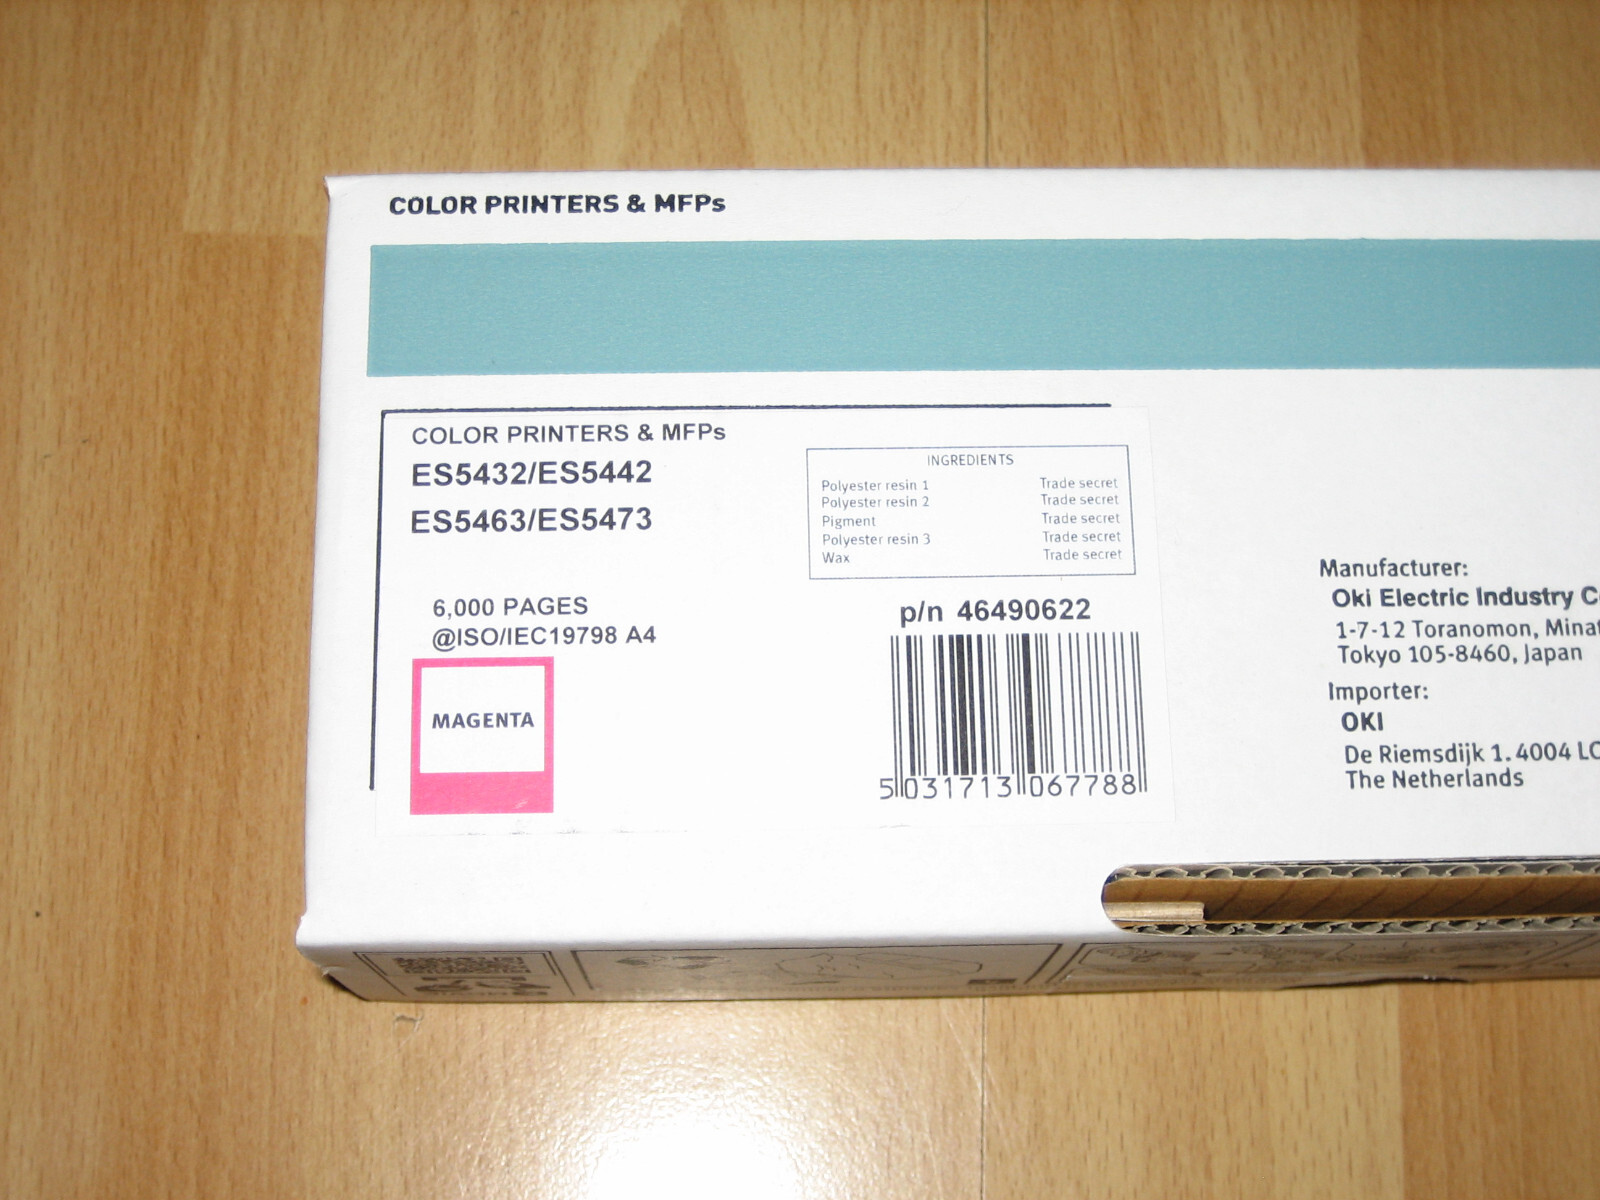 COLOR PRINTERS & MFPs
COLOR PRINTERS & MFPs
ES5432/ES5442
ES5463/ES5473
6,000 PAGES
@ISO/IEC19798 A4
MAGENTA
INGREDIENTS
Polyester resin 1 Trade secret
Polyester resin 2 Trade secret
Pigment Trade secret
Polyester resin 3 Trade secret
Wax Trade secret
p/n 46490622
5 031713 067788
Manufacturer:
Oki Electric Industry
1-7-12 Toranomon,
Tokyo 105-8460, Japan
Importer:
OKI
De Riemsdijk 1. 4004
The Netherlands